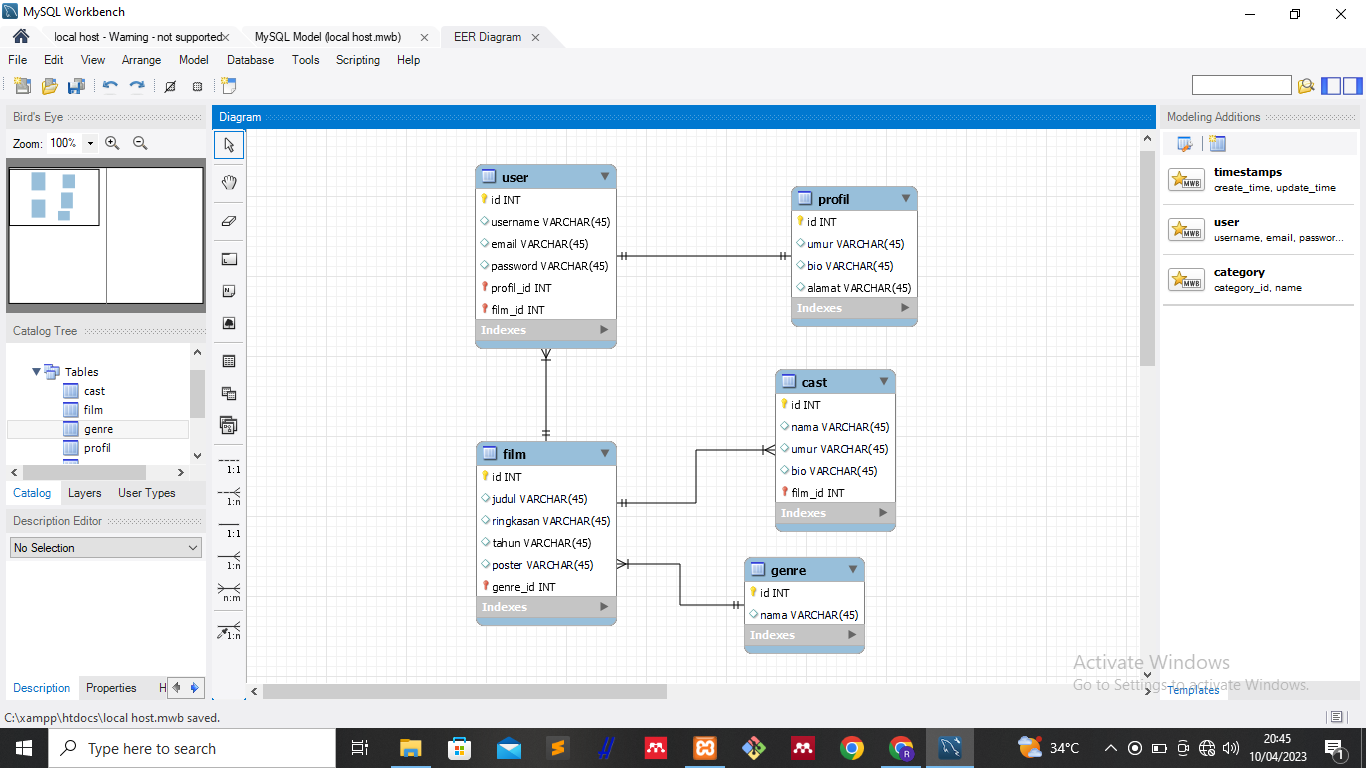 MySQL Workbench
local host - Warning - not supported
MySQL Model (local host.mwb)
EER Diagram
File Edit View Arrange Model Database Tools Scripting Help
Bird's Eye
Zoom: 100%
Catalog Tree
Tables
cast
film
genre
profil
Catalog Layers User Types
Description Editor
No Selection
Description Properties H
Diagram
1:1
1:n
1:1
1:n
n:m
1:n
user
id INT
username VARCHAR(45)
email VARCHAR(45)
password VARCHAR(45)
profil_id INT
film_id INT
Indexes
profil
id INT
umur VARCHAR(45)
bio VARCHAR(45)
alamat VARCHAR(45)
Indexes
cast
id INT
nama VARCHAR(45)
umur VARCHAR(45)
bio VARCHAR(45)
film_id INT
Indexes
film
id INT
judul VARCHAR(45)
ringkasan VARCHAR(45)
tahun VARCHAR(45)
poster VARCHAR(45)
genre_id INT
Indexes
genre
id INT
nama VARCHAR(45)
Indexes
Modeling Additions
MWB
timestamps
create_time, update_time
MWB
user
username, email, passwor...
MWB
category
category_id, name
Activate Windows
Go to Settings to activate Windows.
Templates
C:\xampp\htdocs\local host.mwb saved.
Type here to search
R
34°C
20:45
10/04/2023
1